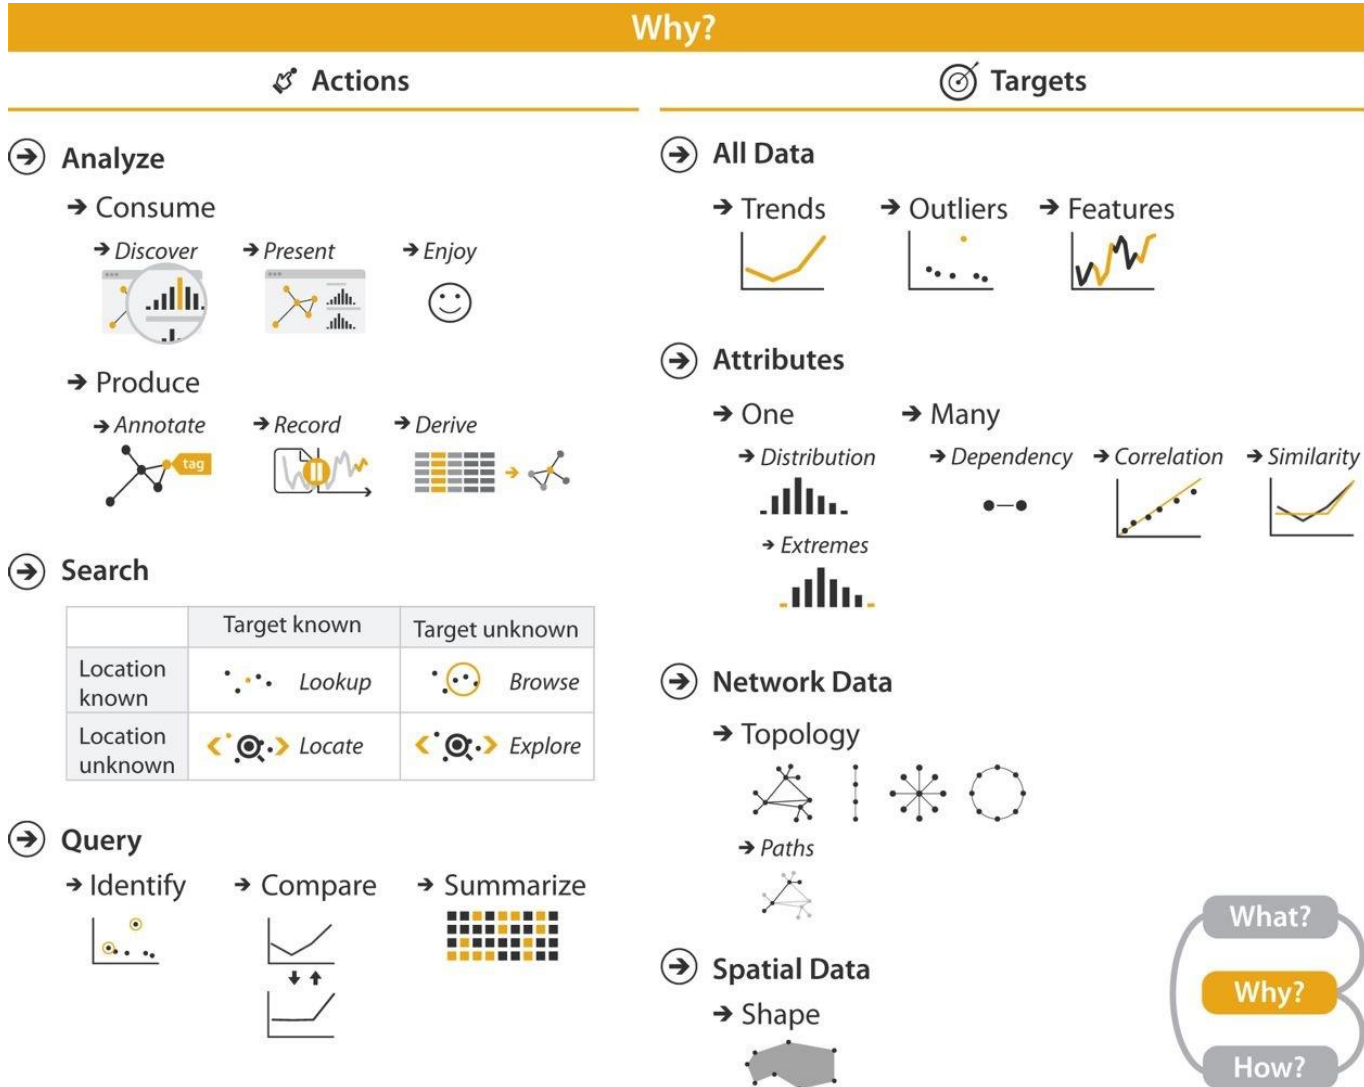 Why?
Actions
Analyze
Consume
Discover
Present
Enjoy
Produce
Annotate
Record
Derive
tag
Search
Target known
Target unknown
Location
known
Lookup
Browse
Location
unknown
Locate
Explore
Query
Identify
Compare
Summarize
Targets
All Data
Trends
Outliers
Features
Attributes
One
Many
Distribution
Dependency
Correlation
Similarity
Extremes
Network Data
Topology
Paths
Spatial Data
Shape
What?
Why?
How?